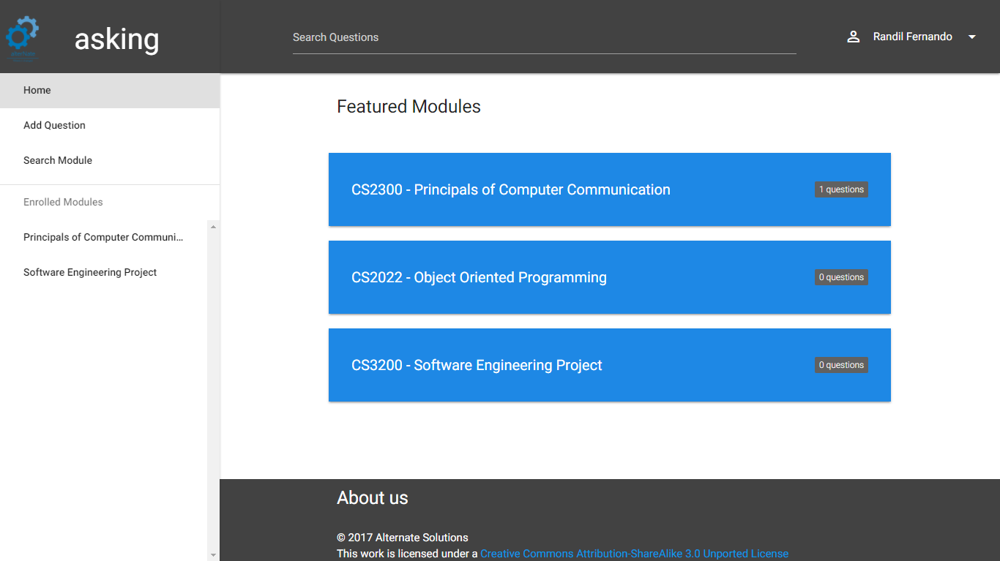 asking
Search Questions
Randil Fernando
Home
Add Question
Search Module
Enrolled Modules
Principals of Computer Communi...
Software Engineering Project
Featured Modules
CS2300 - Principals of Computer Communication
1 questions
CS2022 - Object Oriented Programming
0 questions
CS3200 - Software Engineering Project
0 questions
About us
© 2017 Alternate Solutions
This work is licensed under a Creative Commons Attribution-ShareAlike 3.0 Unported License